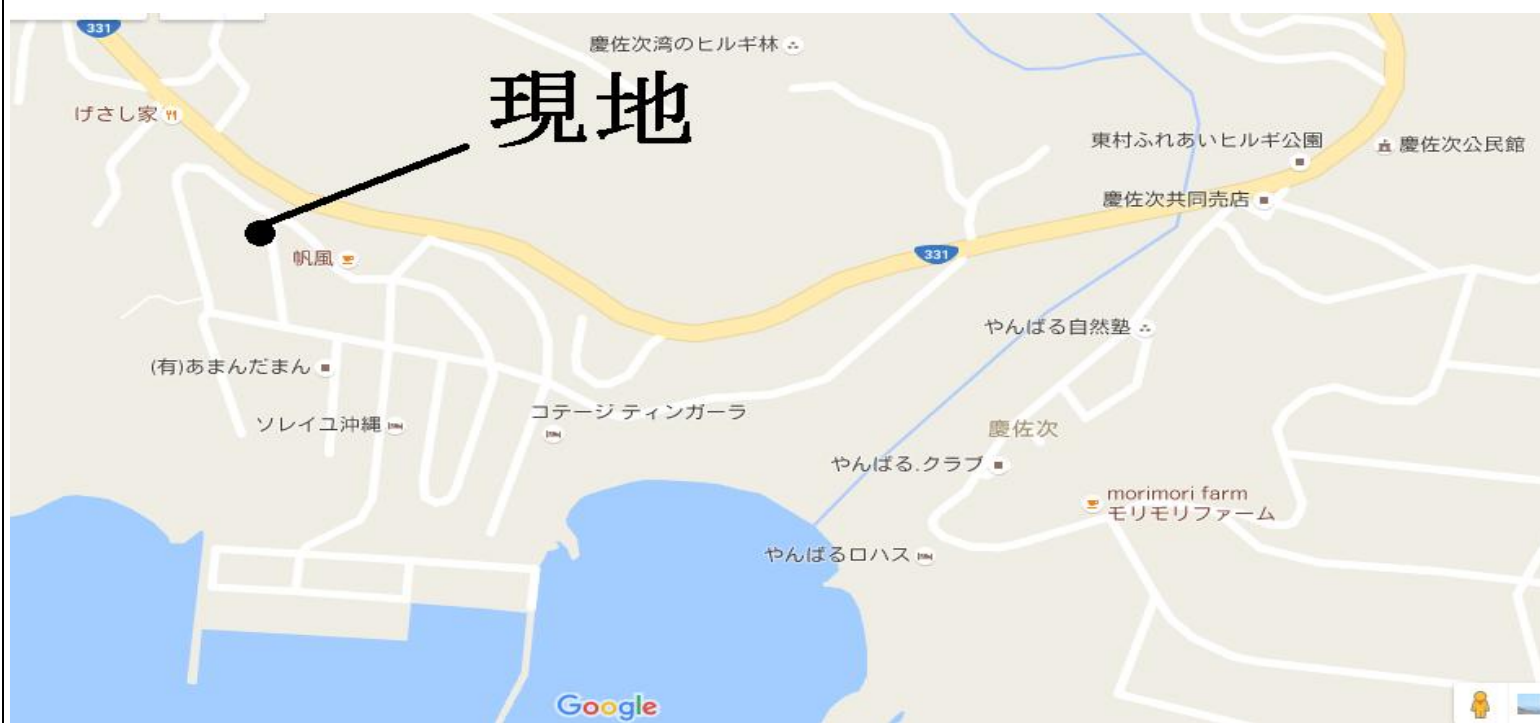 331
慶佐次湾のヒルギ林
現地
げさし家
東村ふれあいヒルギ公園
慶佐次公民館
慶佐次共同売店
帆風
331
やんばる自然塾
(有)あまんだまん
ソレイユ沖縄
コテージ ティンガーラ
慶佐次
やんばる.クラブ
morimori farm
モリモリファーム
やんばるロハス
Google